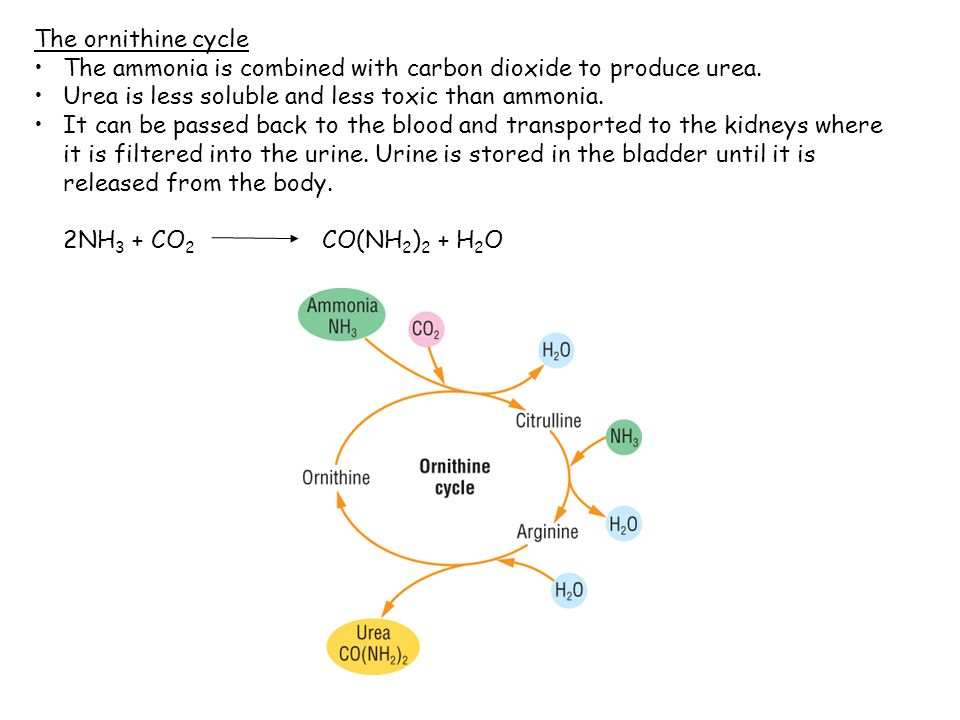 The ornithine cycle
• The ammonia is combined with carbon dioxide to produce urea.
• Urea is less soluble and less toxic than ammonia.
• It can be passed back to the blood and transported to the kidneys where
it is filtered into the urine. Urine is stored in the bladder until it is
released from the body.
2NH₃ + CO₂ → CO(NH₂)₂ + H₂O
Ammonia
NH₃
CO₂
H₂O
Citrulline
NH₃
Ornithine
Ornithine
cycle
H₂O
Arginine
H₂O
Urea
CO(NH₂)₂